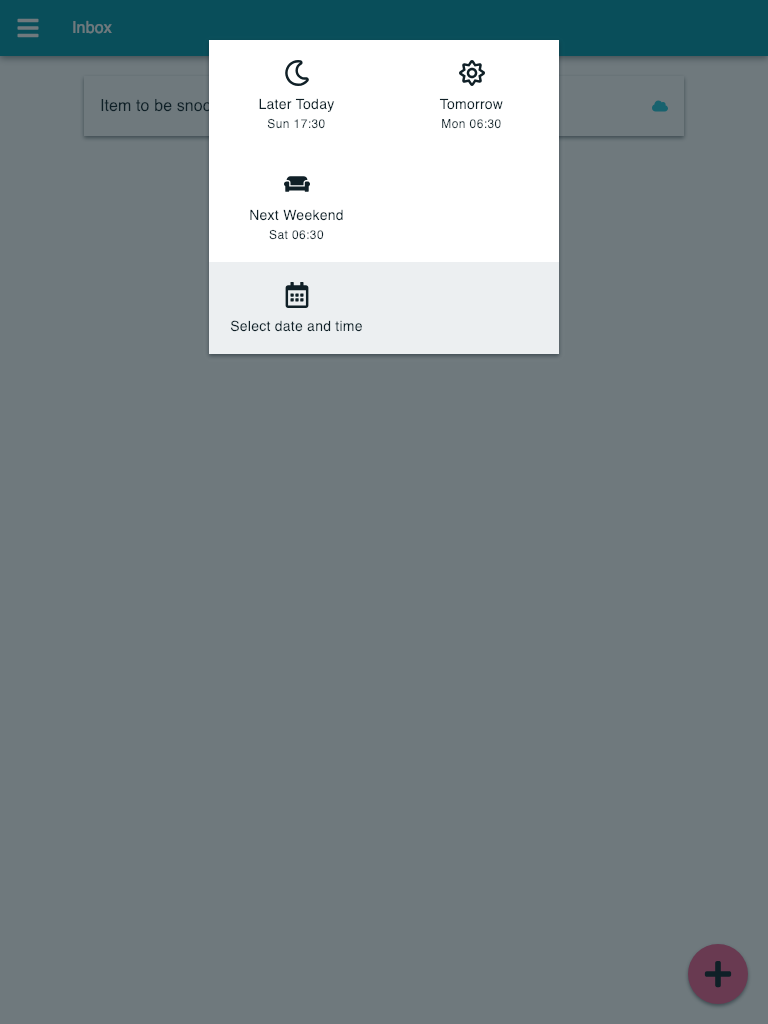 Inbox
Item to be snoo
Later Today
Sun 17:30
Tomorrow
Mon 06:30
Next Weekend
Sat 06:30
Select date and time